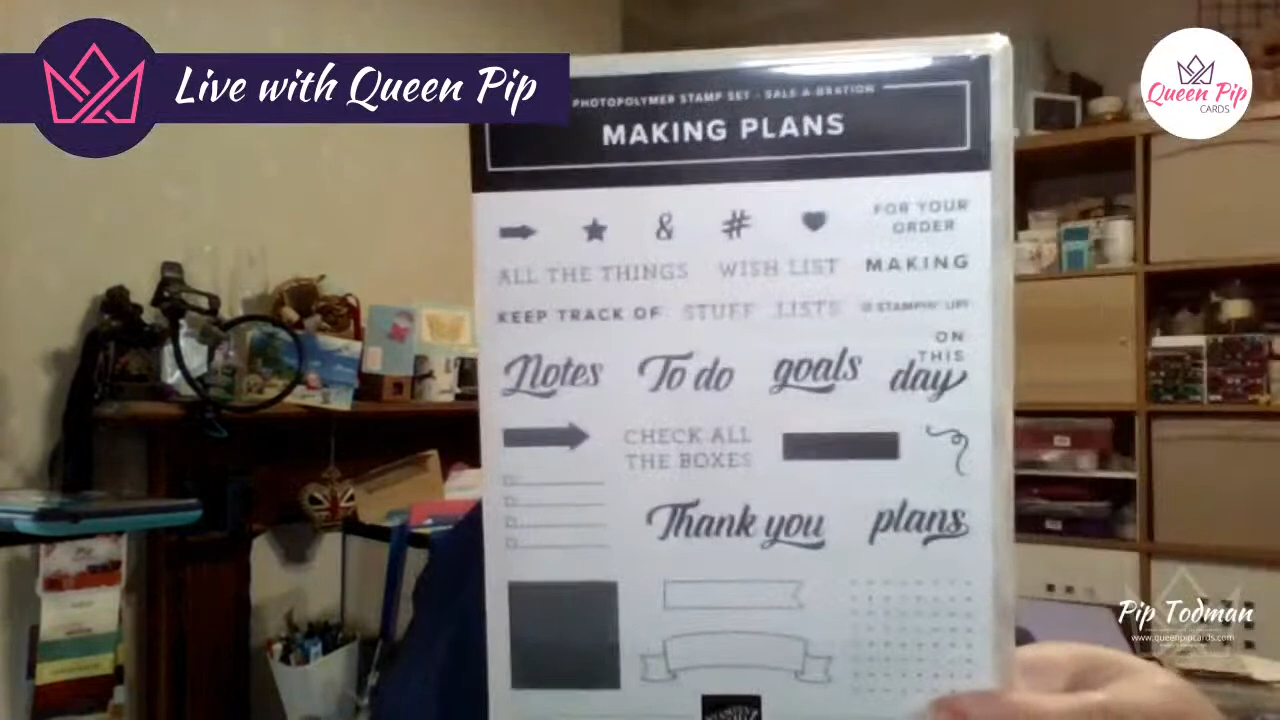 Live with Queen Pip
Queen Pip
CARDS
PHOTOPOLYMER STAMP SET - SALE-A-BRATION
MAKING PLANS
& #
FOR YOUR
ORDER
ALL THE THINGS WISH LIST MAKING
KEEP TRACK OF STUFF LISTS © STAMPIN' UP!
ON
THIS
Notes To do goals day
CHECK ALL
THE BOXES
Thank you plans
Pip Todman
www.queenpipcards.com